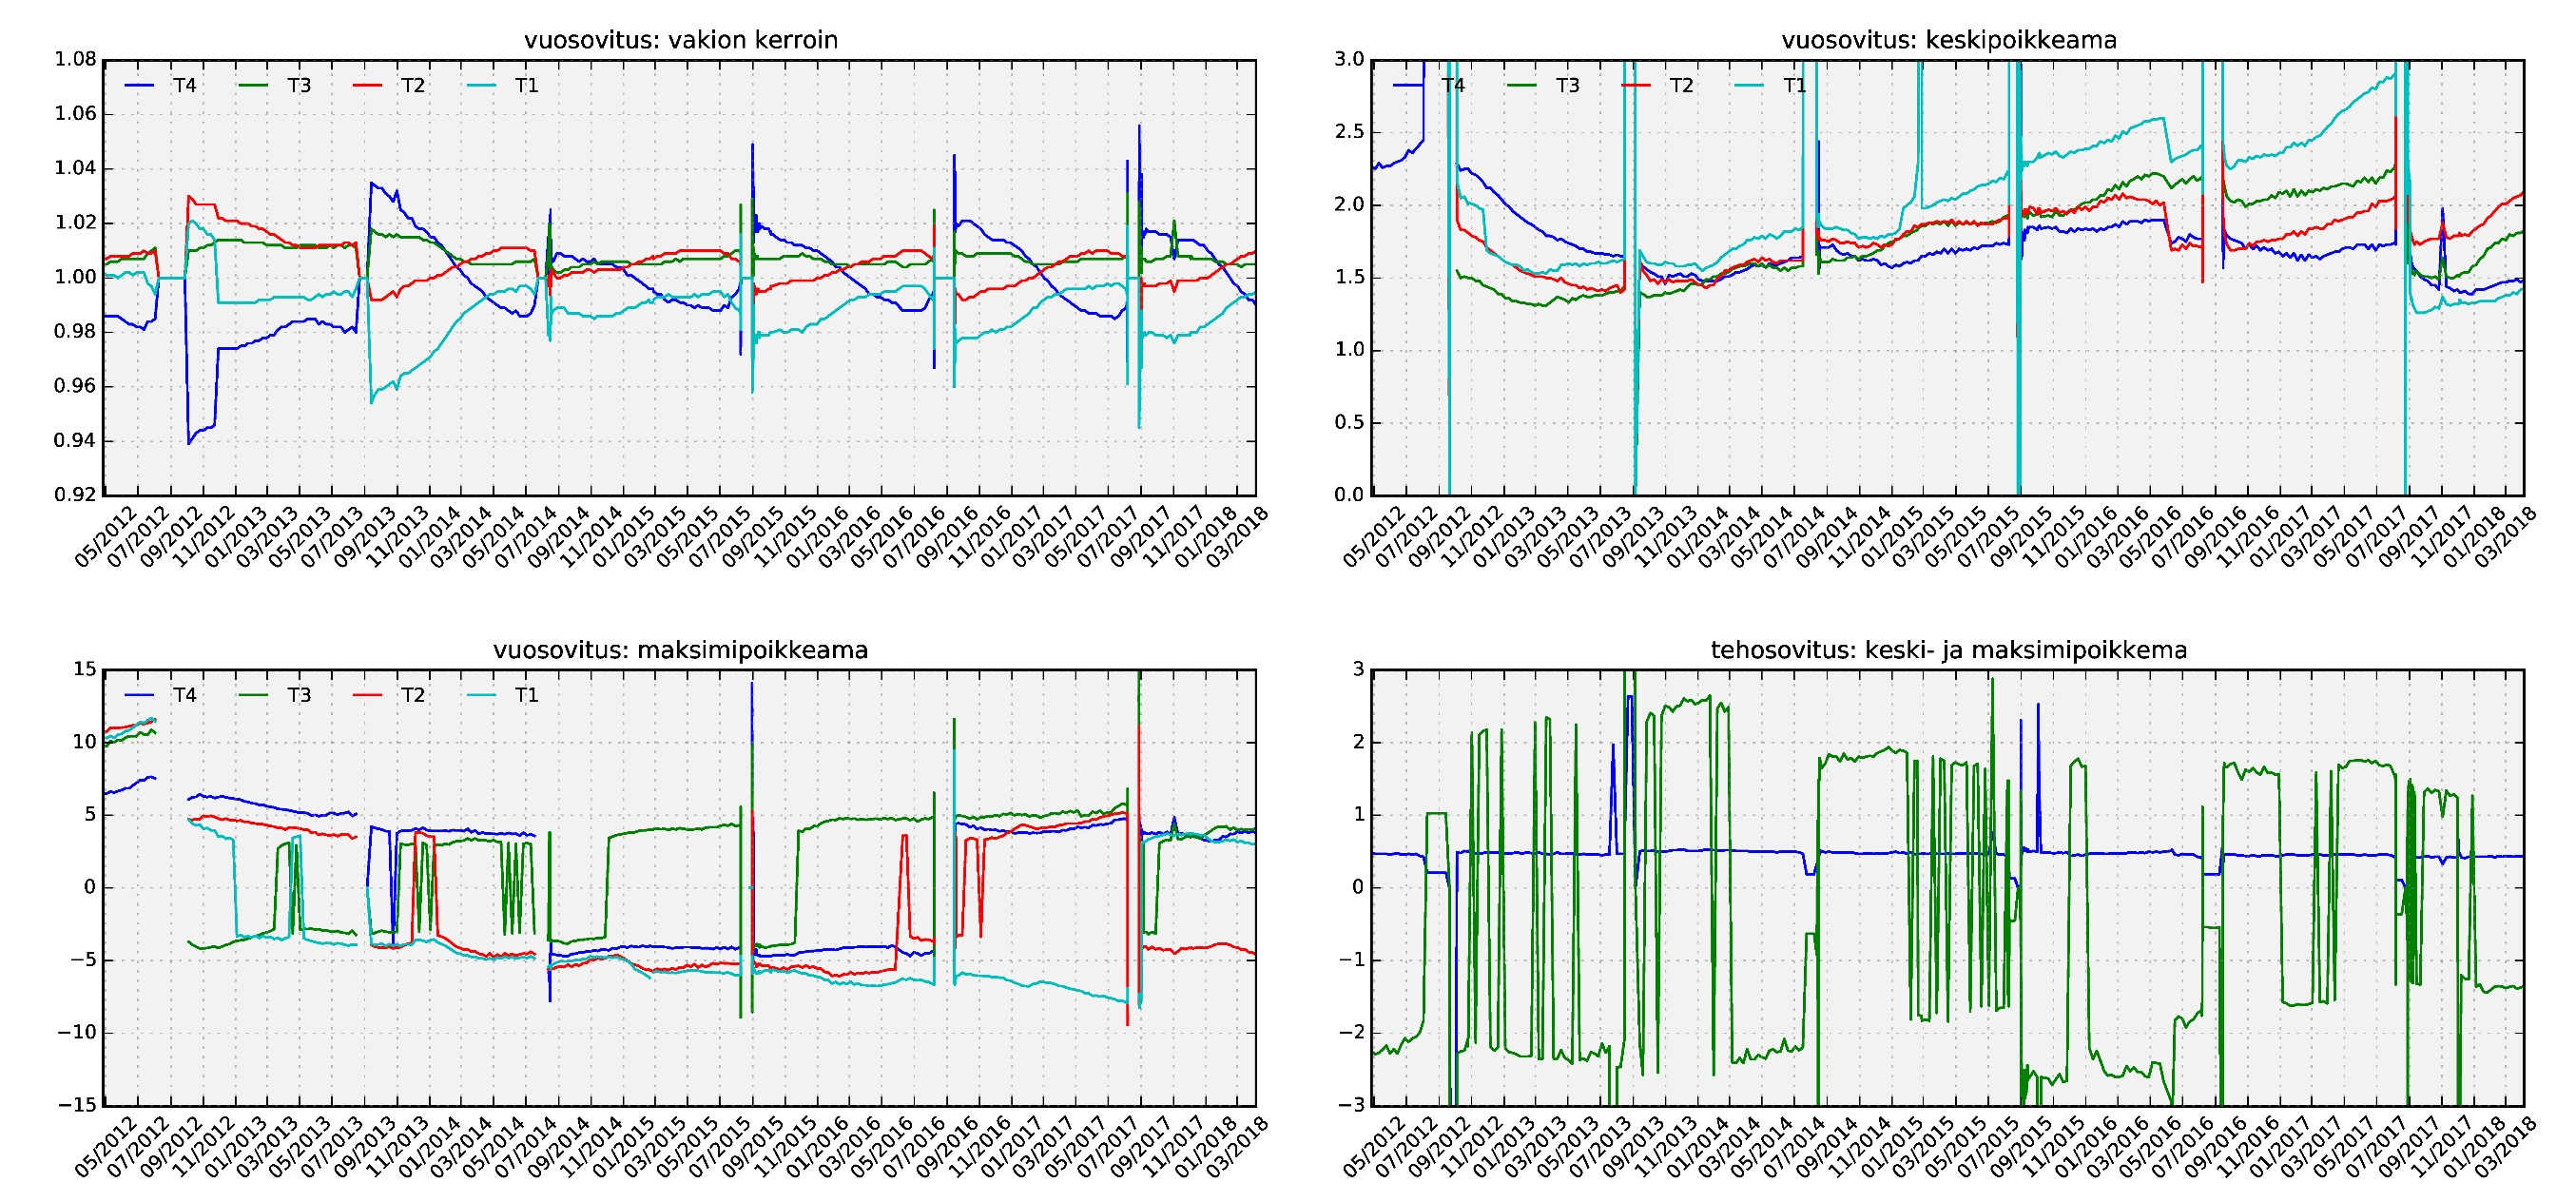 vuosovitus: vakion kerroin
1.08
1.06
1.04
1.02
1.00
0.98
0.96
0.94
0.92
T4 T3 T2 T1
05/2012 07/2012 09/2012 11/2012 01/2013 03/2013 05/2013 07/2013 09/2013 11/2013 01/2014 03/2014 05/2014 07/2014 09/2014 11/2014 01/2015 03/2015 05/2015 07/2015 09/2015 11/2015 01/2016 03/2016 05/2016 07/2016 09/2016 11/2016 01/2017 03/2017 05/2017 07/2017 09/2017 11/2017 01/2018 03/2018
vuosovitus: keskipoikkeama
3.0
2.5
2.0
1.5
1.0
0.5
0.0
T4 T3 T2 T1
05/2012 07/2012 09/2012 11/2012 01/2013 03/2013 05/2013 07/2013 09/2013 11/2013 01/2014 03/2014 05/2014 07/2014 09/2014 11/2014 01/2015 03/2015 05/2015 07/2015 09/2015 11/2015 01/2016 03/2016 05/2016 07/2016 09/2016 11/2016 01/2017 03/2017 05/2017 07/2017 09/2017 11/2017 01/2018 03/2018
vuosovitus: maksimipoikkeama
15
10
5
0
−5
−10
−15
T4 T3 T2 T1
05/2012 07/2012 09/2012 11/2012 01/2013 03/2013 05/2013 07/2013 09/2013 11/2013 01/2014 03/2014 05/2014 07/2014 09/2014 11/2014 01/2015 03/2015 05/2015 07/2015 09/2015 11/2015 01/2016 03/2016 05/2016 07/2016 09/2016 11/2016 01/2017 03/2017 05/2017 07/2017 09/2017 11/2017 01/2018 03/2018
tehosovitus: keski- ja maksimipoikkema
3
2
1
0
−1
−2
−3
05/2012 07/2012 09/2012 11/2012 01/2013 03/2013 05/2013 07/2013 09/2013 11/2013 01/2014 03/2014 05/2014 07/2014 09/2014 11/2014 01/2015 03/2015 05/2015 07/2015 09/2015 11/2015 01/2016 03/2016 05/2016 07/2016 09/2016 11/2016 01/2017 03/2017 05/2017 07/2017 09/2017 11/2017 01/2018 03/2018